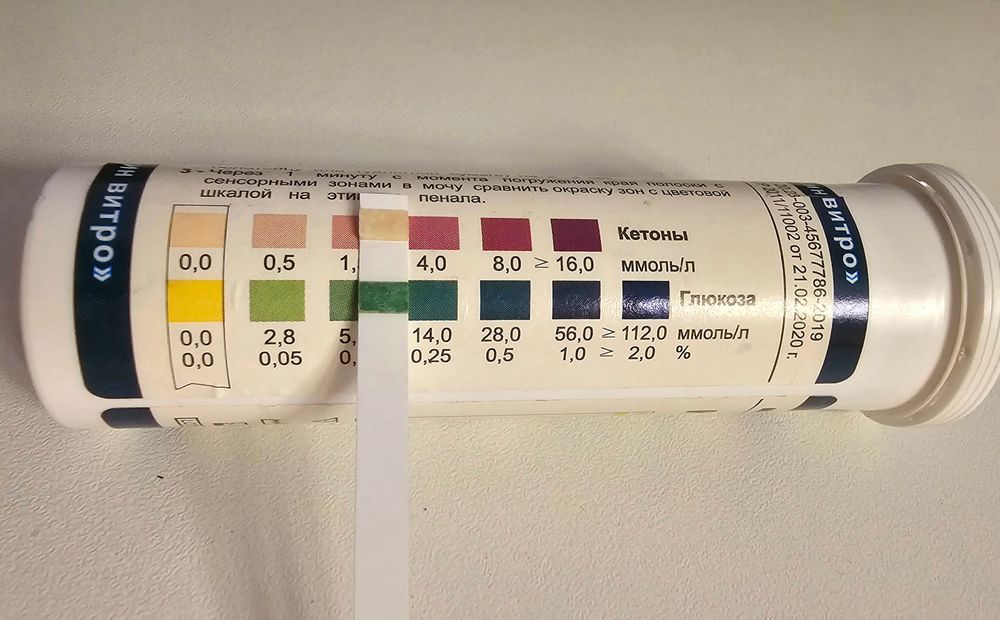 ИН ВИТРО»
3 - Через 1 минуту с момента погружения края полоски с
сенсорными зонами в мочу сравнить окраску зон с цветовой
шкалой на эти пенала.
0,0 0,5 1, 4,0 8,0 ≥ 16,0 ммоль/л
Кетоны
Глюкоза
0,0 2,8 5, 14,0 28,0 56,0 ≥ 112,0 ммоль/л
0,0 0,05 0, 0,25 0,5 1,0 ≥ 2,0 %
-003-45677786-2019
2011/11002 от 21.02.2020 г.
ИН ВИТРО»